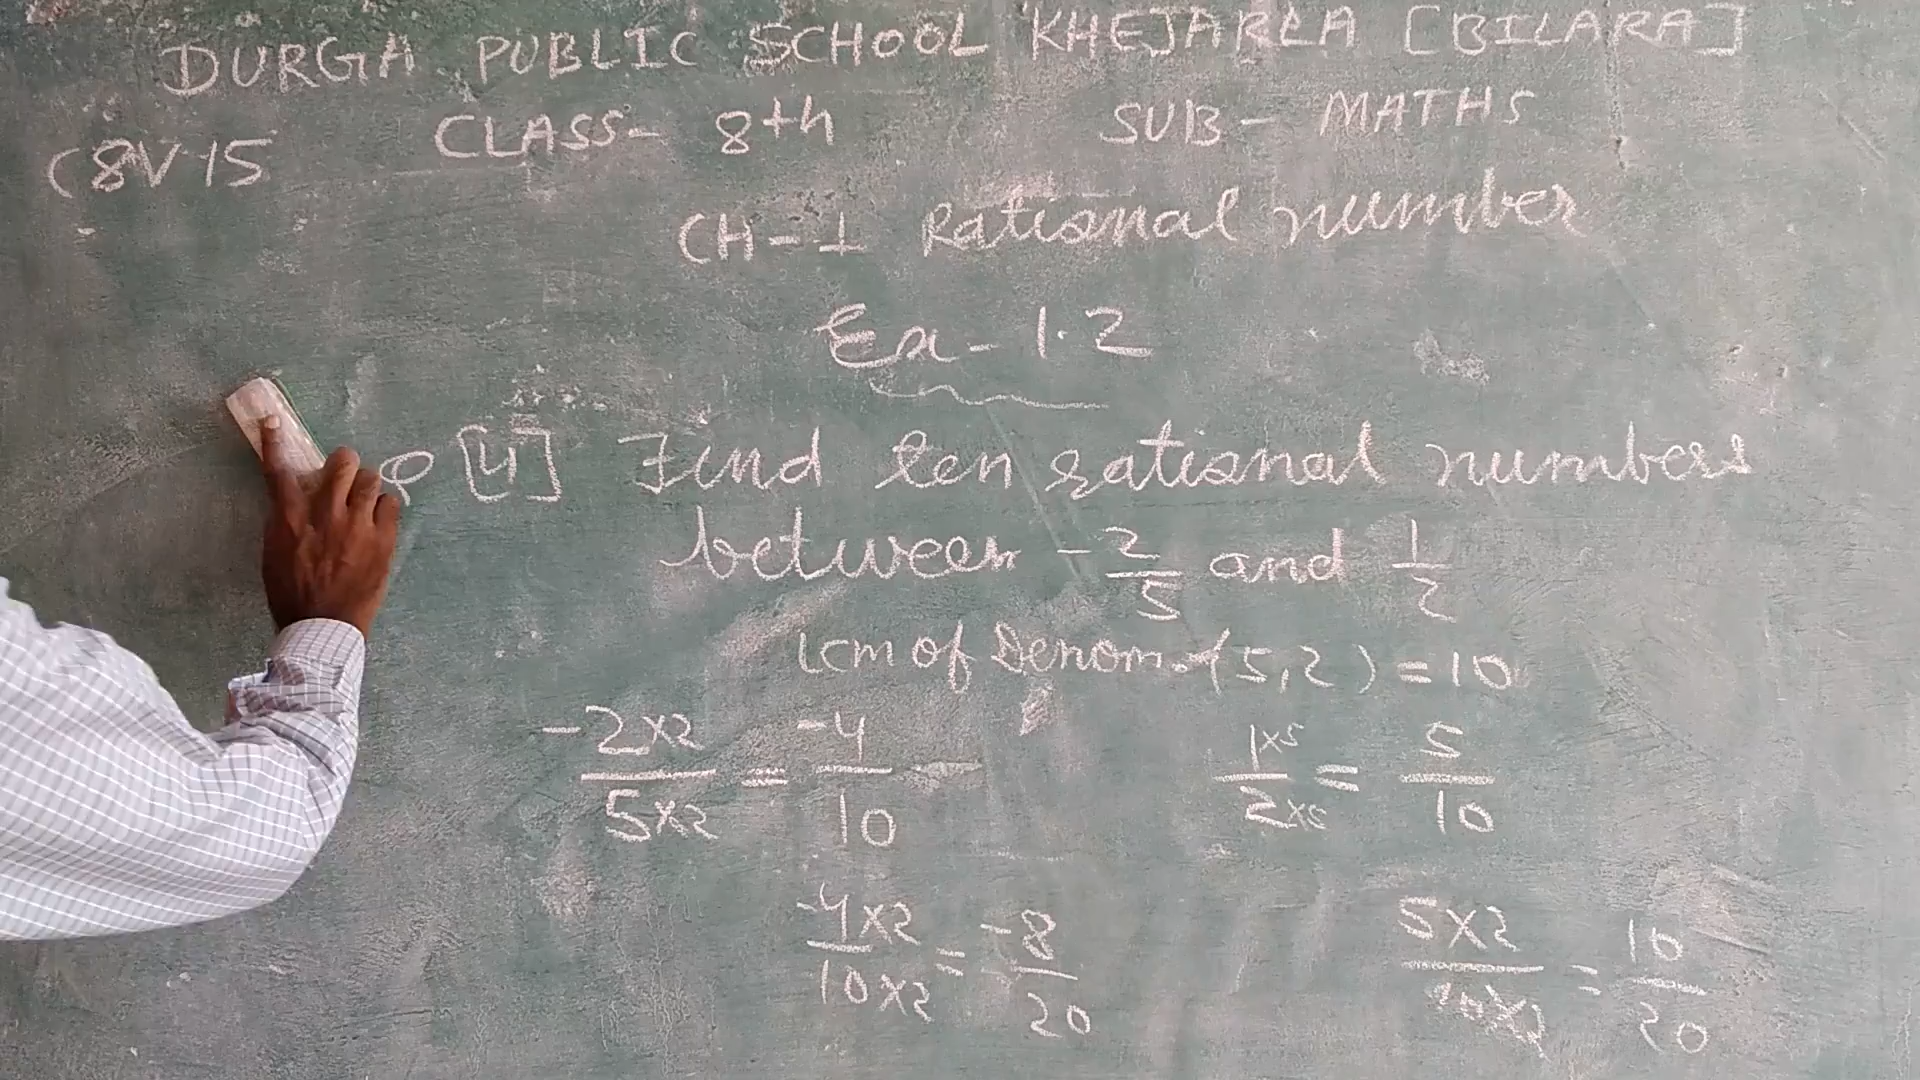 DURGA PUBLIC SCHOOL KHEJARLA [BILARA]
C8V15 CLASS- 8th SUB - MATHS
CH-1 Rational number
Ex-1.2
Q[4] Find ten rational numbers
between -2/5 and 1/2
LCM of Denom. (5,2) = 10
-2×2/5×2 = -4/10 1×5/2×5 = 5/10
-4×2/10×2 = -8/20 5×2/10×2 = 10/20